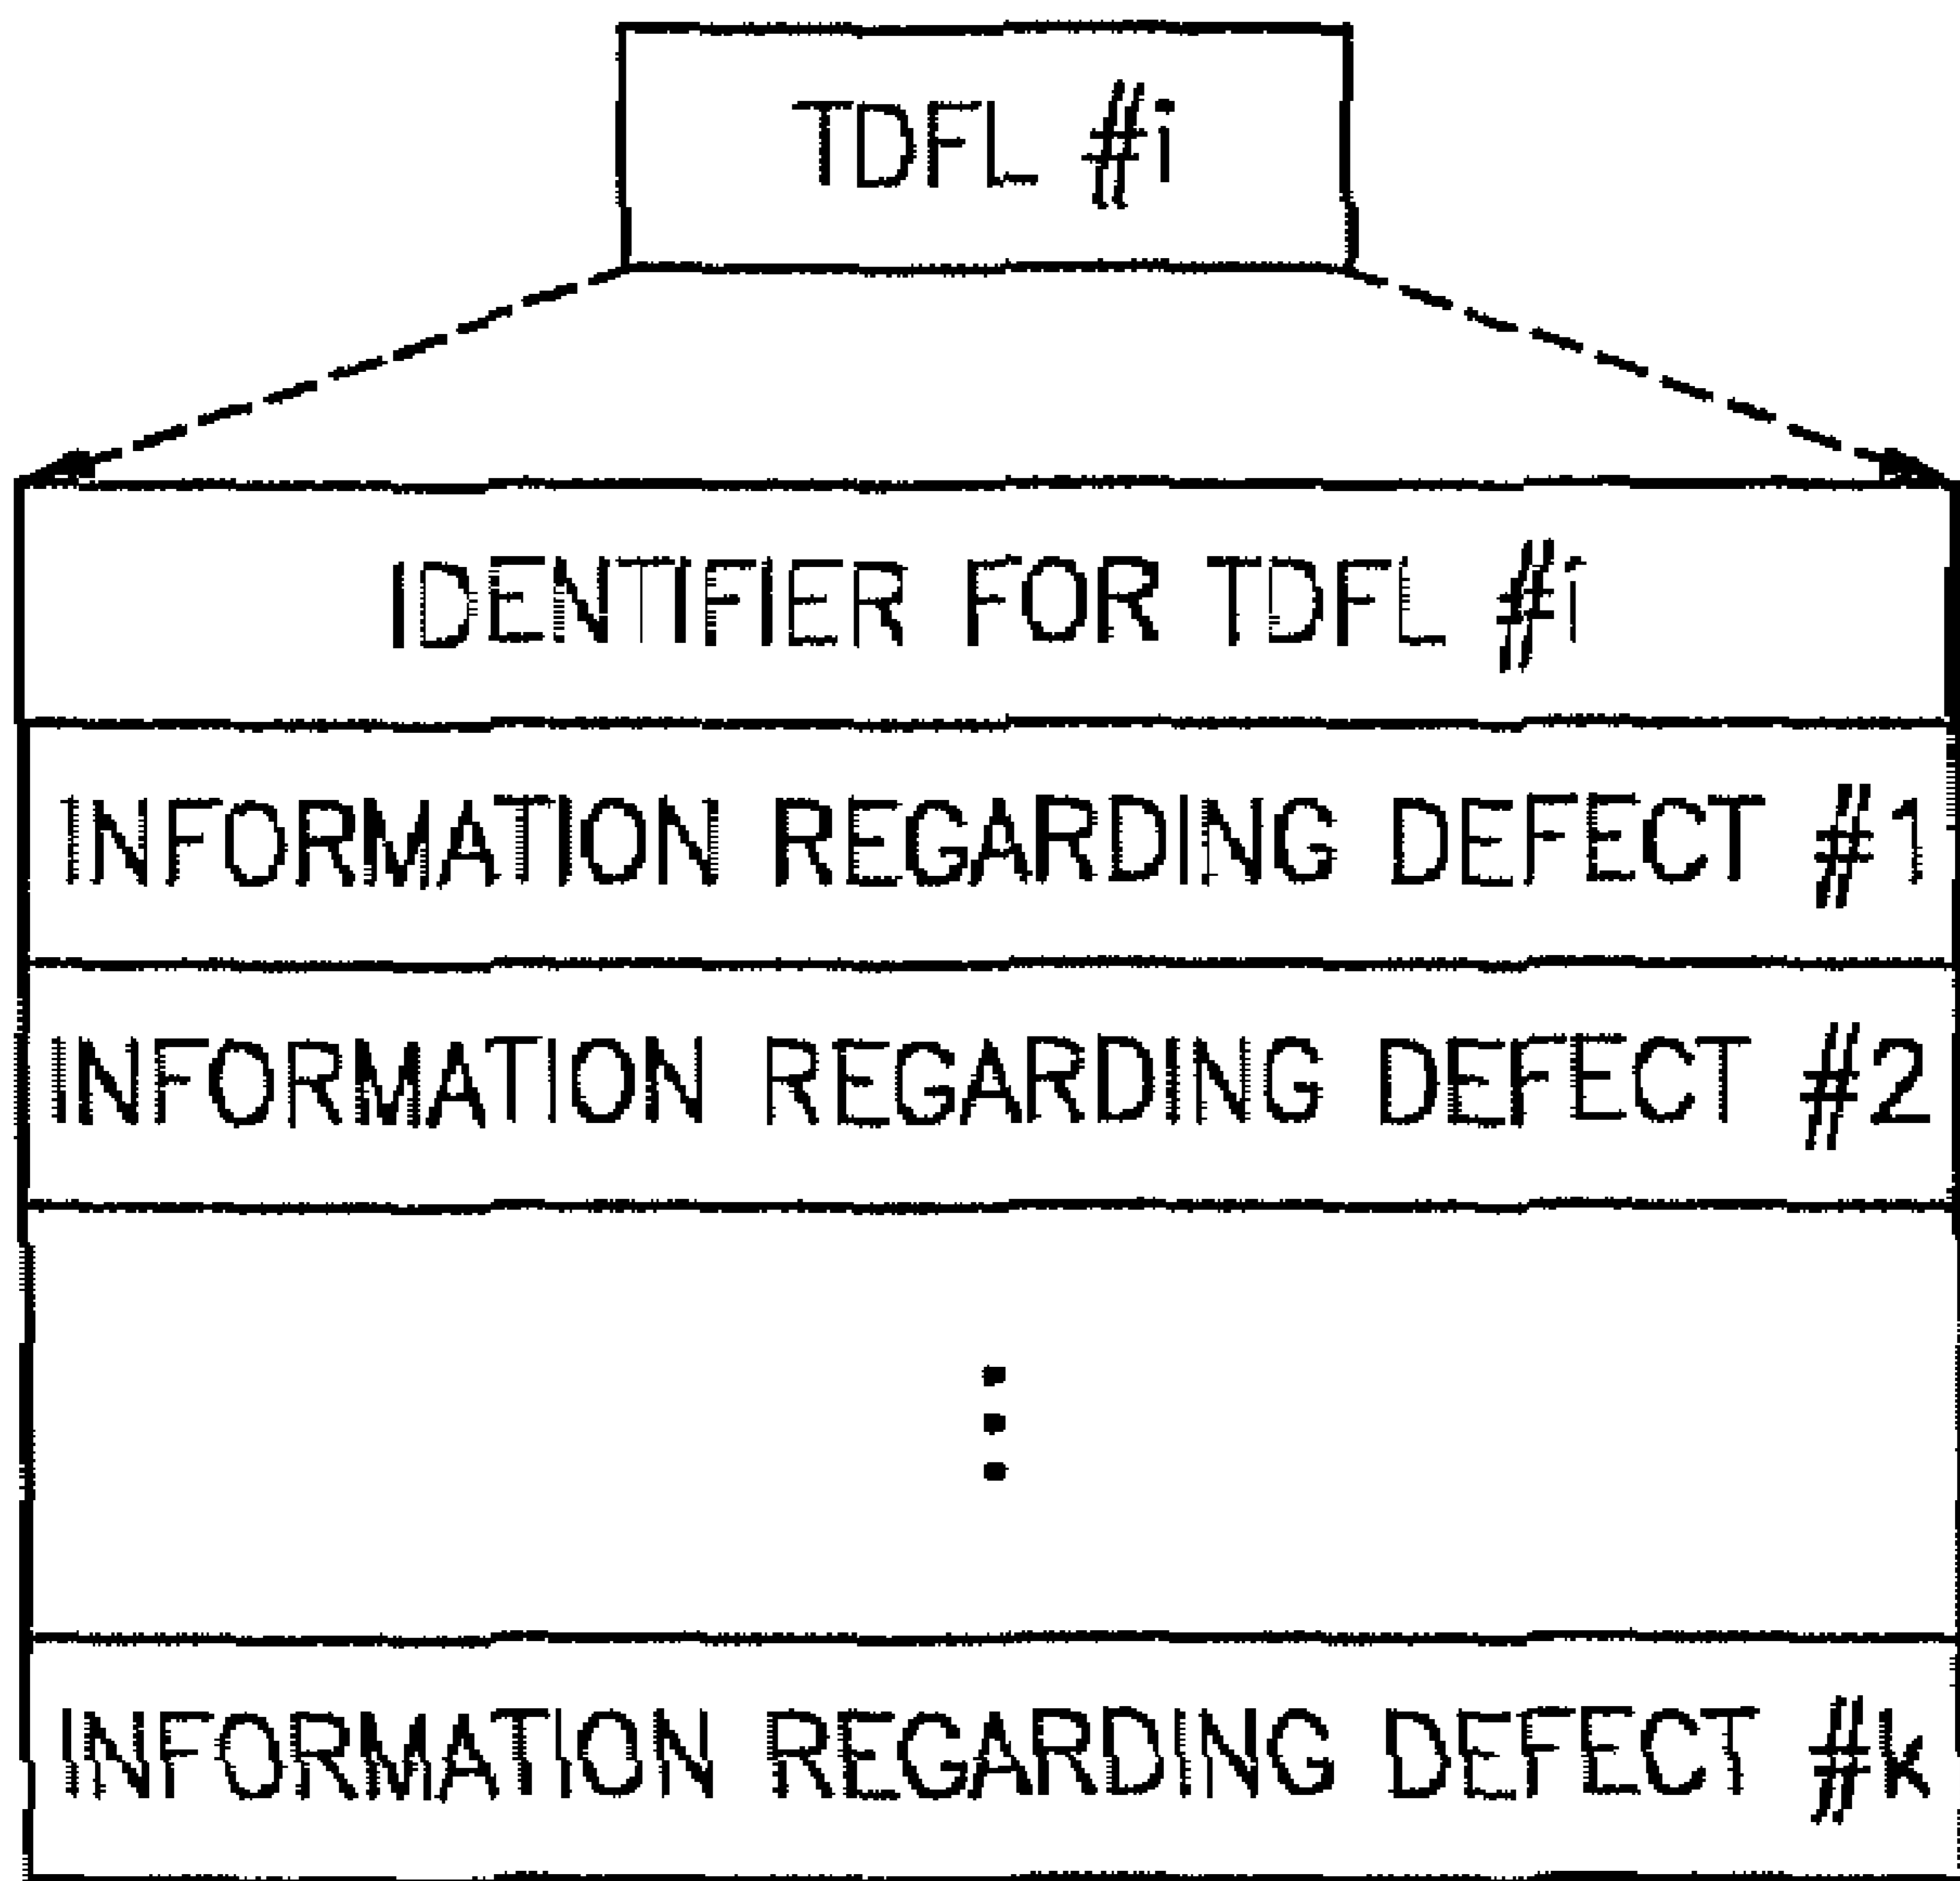 TDFL #i
IDENTIFIER FOR TDFL #i
INFORMATION REGARDING DEFECT #1
INFORMATION REGARDING DEFECT #2
INFORMATION REGARDING DEFECT #k